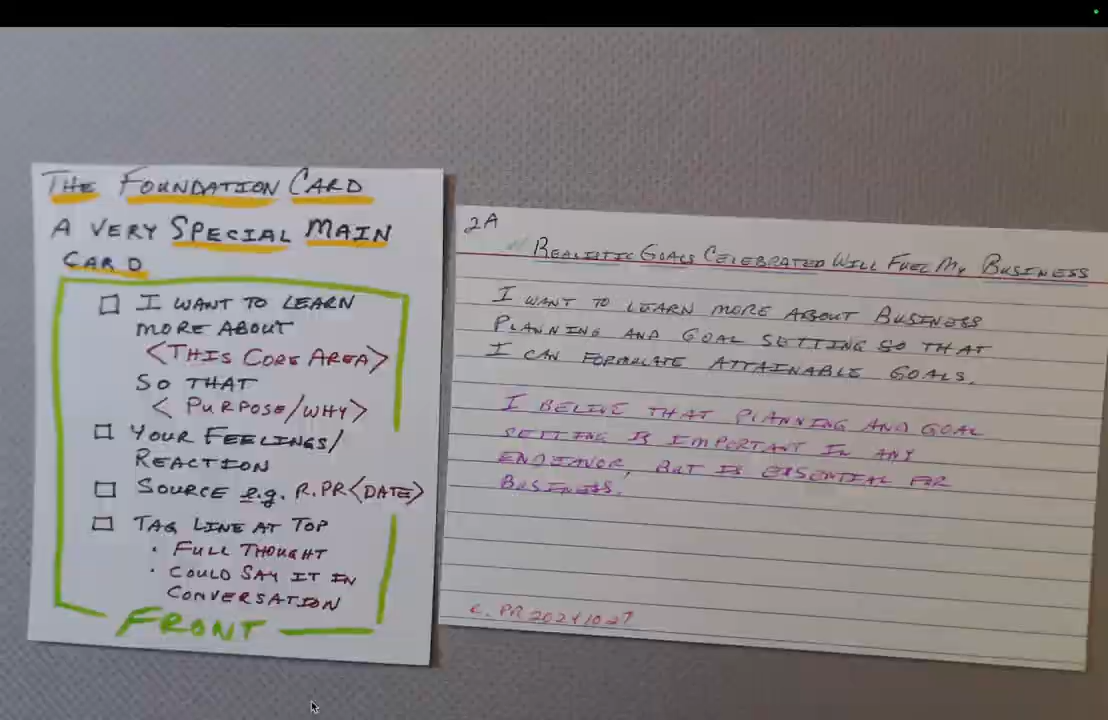 THE FOUNDATION CARD
A VERY SPECIAL MAIN
CARD
I WANT TO LEARN
MORE ABOUT
<THIS CORE AREA>
SO THAT
<PURPOSE/WHY>
YOUR FEELINGS/
REACTION
SOURCE e.g. R.PR<DATE>
TAG LINE AT TOP
• FULL THOUGHT
• COULD SAY IT IN
CONVERSATION
FRONT
2A
REALISTIC GOALS CELEBRATED WILL FUEL MY BUSINESS
I WANT TO LEARN MORE ABOUT BUSINESS
PLANNING AND GOAL SETTING SO THAT
I CAN FORMULATE ATTAINABLE GOALS.
I BELIVE THAT PLANNING AND GOAL
SETTING IS IMPORTANT IN ANY
ENDEAVOR, BUT IS ESSENTIAL FOR
BUSINESS.
PR 20241027